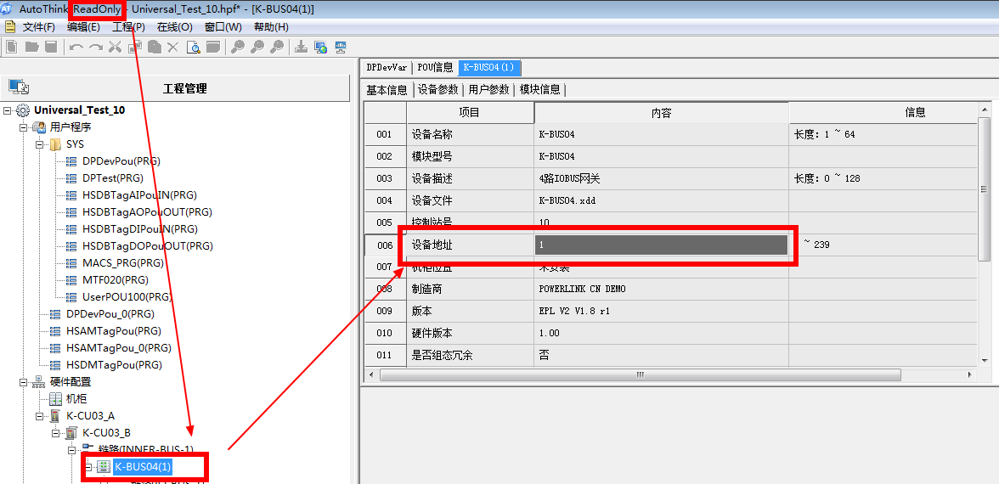 AutoThink ReadOnly - Universal_Test_10.hpf* - [K-BUS04(1)]
文件(F) 编辑(E) 工程(P) 在线(O) 窗口(W) 帮助(H)
工程管理
Universal_Test_10
用户程序
SYS
DPDevPou(PRG)
DPTest(PRG)
HSDBTagAIPouIN(PRG)
HSDBTagAOPouOUT(PRG)
HSDBTagDIPouIN(PRG)
HSDBTagDOPouOUT(PRG)
MACS_PRG(PRG)
MTF020(PRG)
UserPOU100(PRG)
DPDevPou_0(PRG)
HSAMTagPou(PRG)
HSAMTagPou_0(PRG)
HSDMTagPou(PRG)
硬件配置
机柜
K-CU03_A
K-CU03_B
链路(INNER-BUS-1)
K-BUS04(1)
DPDevVar POU信息 K-BUS04(1)
基本信息 设备参数 用户参数 模块信息
项目 内容 信息
001 设备名称 K-BUS04 长度: 1 ~ 64
002 模块型号 K-BUS04
003 设备描述 4路IOBUS网关 长度: 0 ~ 128
004 设备文件 K-BUS04.xdd
005 控制站号 10
006 设备地址 1 ~ 239
007 机柜位置 未安装
008 制造商 POWERLINK CN DEMO
009 版本 EPL V2 V1.8 r1
010 硬件版本 1.00
011 是否组态冗余 否